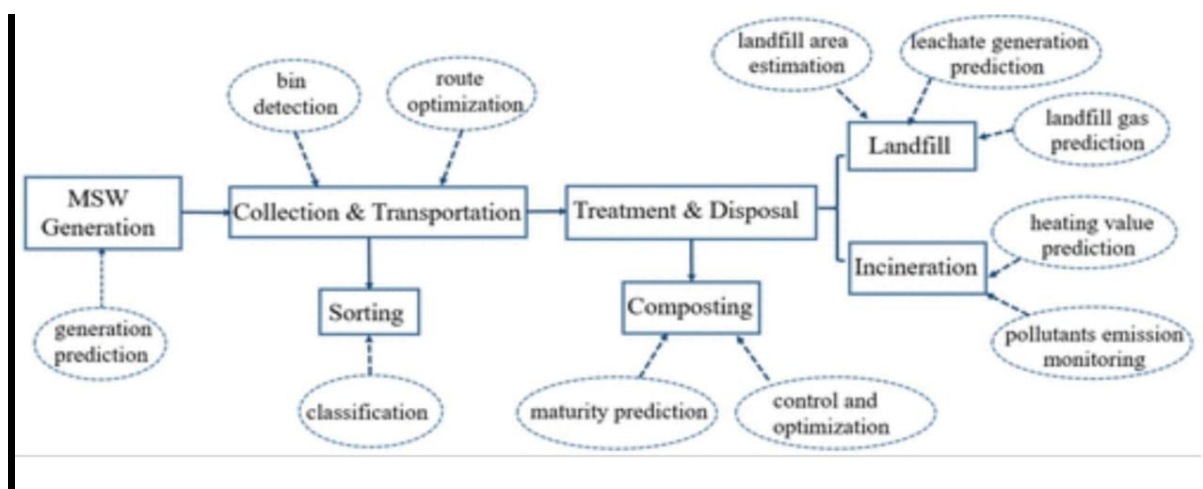 landfill area
estimation
leachate generation
prediction
bin
detection
route
optimization
landfill gas
prediction
Landfill
MSW
Generation
Collection & Transportation
Treatment & Disposal
heating value
prediction
Incineration
Sorting
Composting
generation
prediction
pollutants emission
monitoring
classification
maturity prediction
control and
optimization